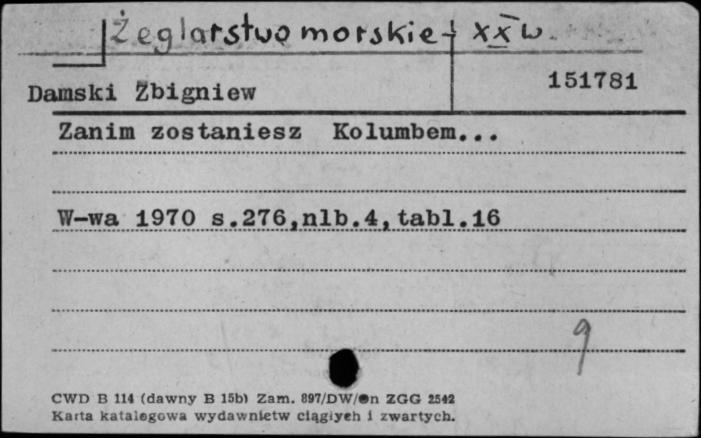 Żeglarstwo morskie - XX w.
Damski Zbigniew 151781
Zanim zostaniesz Kolumbem...
W-wa 1970 s.276,nlb.4,tabl.16
9
CWD B 114 (dawny B 15b) Zam. 897/DW/On ZGG 2542
Karta katalogowa wydawnictw ciągłych i zwartych.